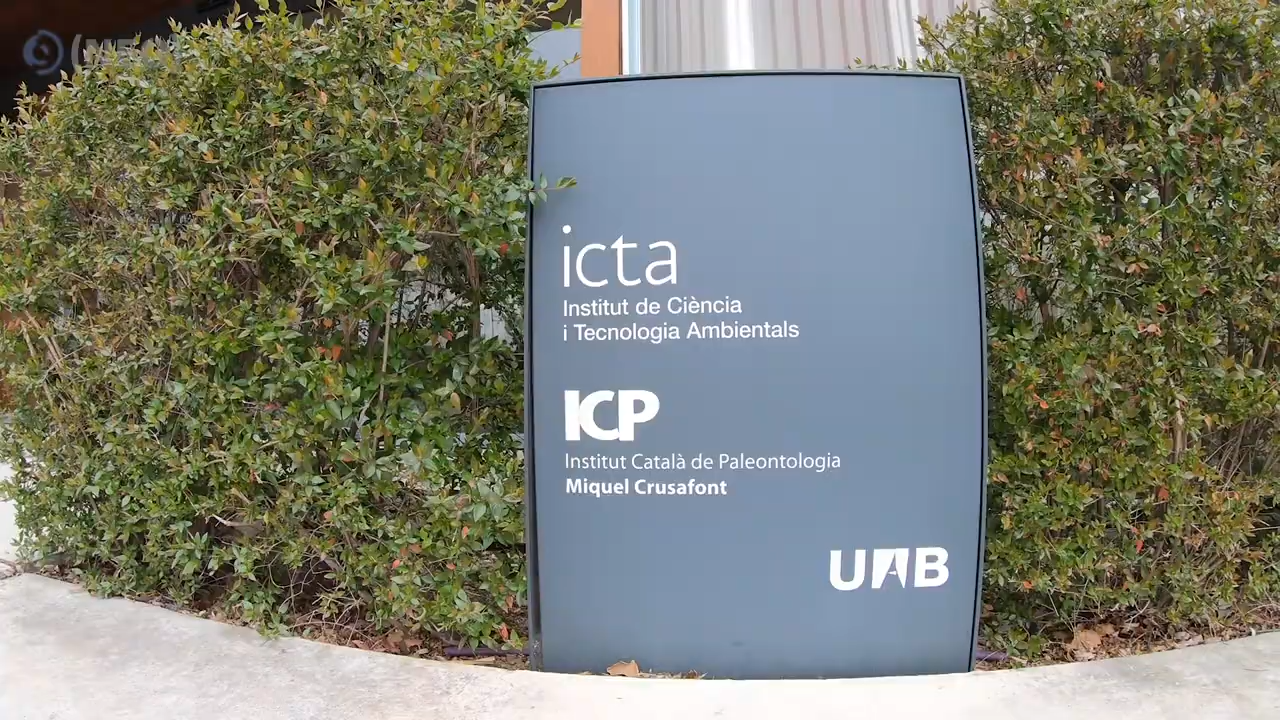 icta
Institut de Ciència
i Tecnologia Ambientals
ICP
Institut Català de Paleontologia
Miquel Crusafont
UAB